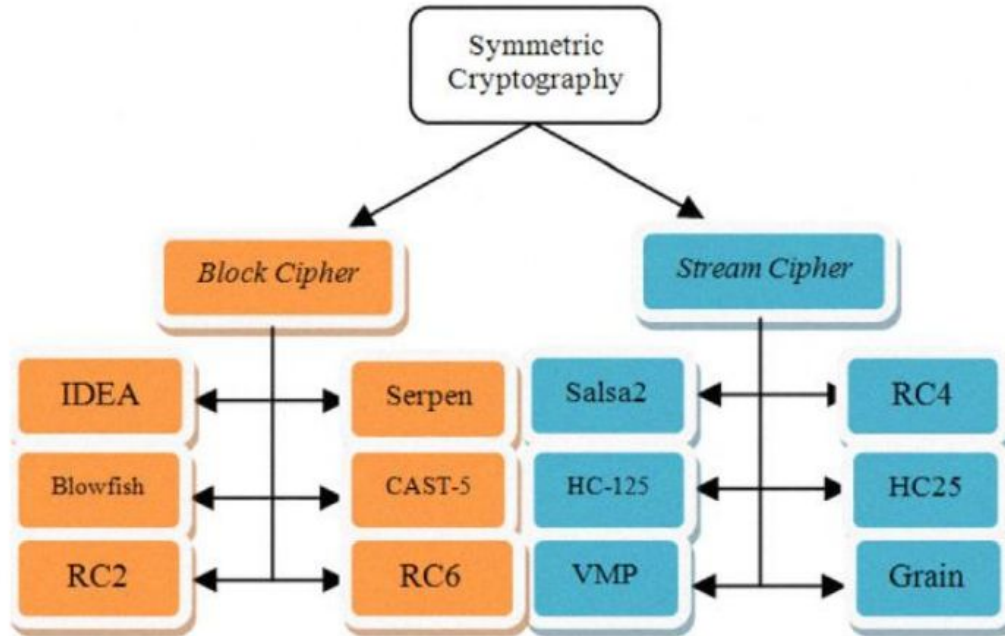 Symmetric
Cryptography
Block Cipher
Stream Cipher
IDEA
Serpen
Salsa2
RC4
Blowfish
CAST-5
HC-125
HC25
RC2
RC6
VMP
Grain